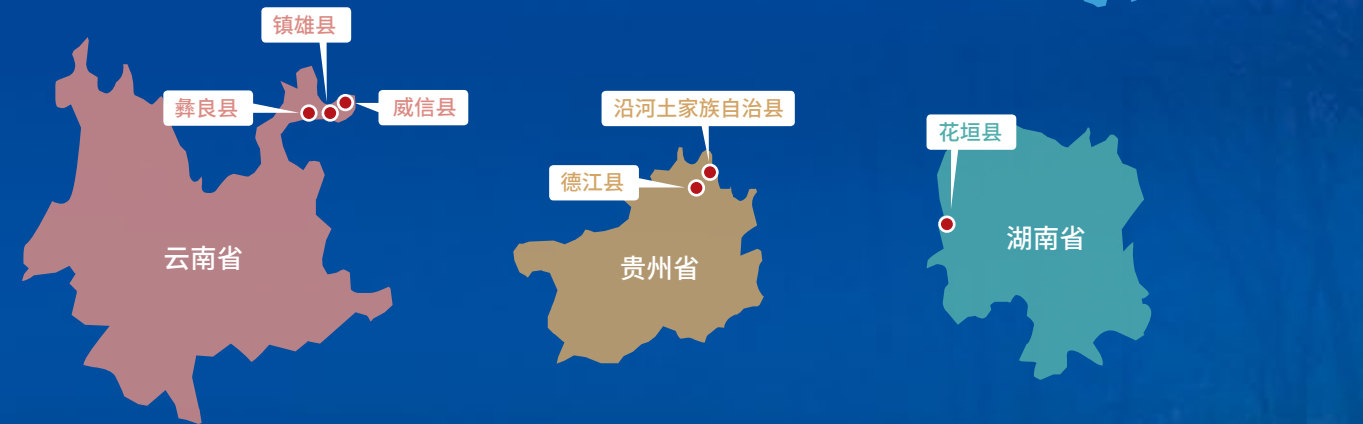 镇雄县
彝良县
威信县
云南省
沿河土家族自治县
德江县
贵州省
花垣县
湖南省